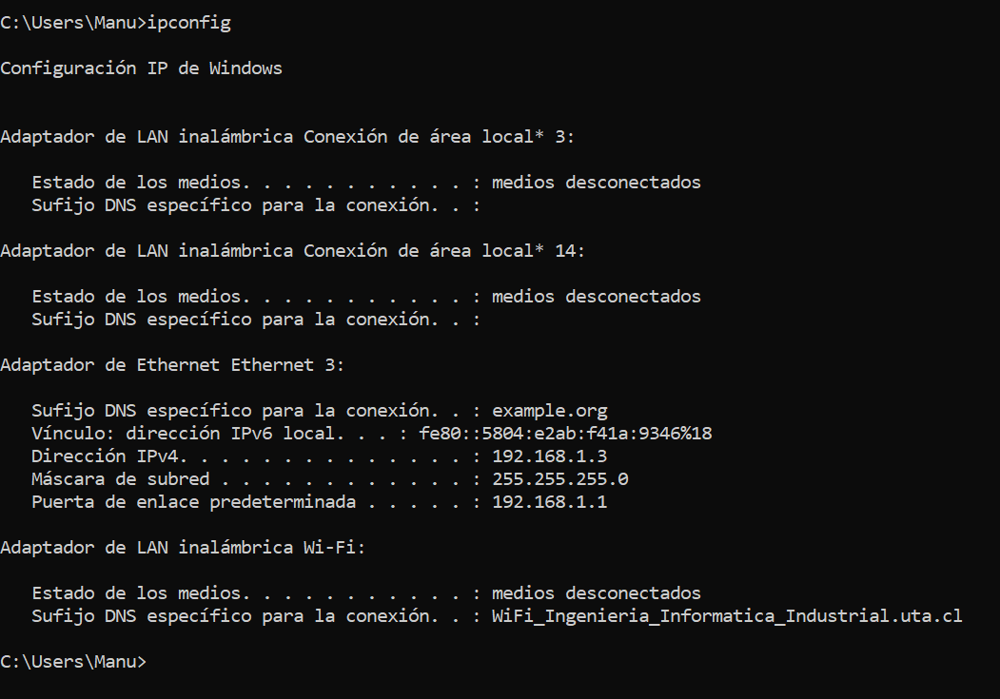 C:\Users\Manu>ipconfig
Configuración IP de Windows
Adaptador de LAN inalámbrica Conexión de área local* 3:
Estado de los medios. . . . . . . . . . . : medios desconectados
Sufijo DNS específico para la conexión. . :
Adaptador de LAN inalámbrica Conexión de área local* 14:
Estado de los medios. . . . . . . . . . . : medios desconectados
Sufijo DNS específico para la conexión. . :
Adaptador de Ethernet Ethernet 3:
Sufijo DNS específico para la conexión. . : example.org
Vínculo: dirección IPv6 local. . . : fe80::5804:e2ab:f41a:9346%18
Dirección IPv4. . . . . . . . . . . . . . : 192.168.1.3
Máscara de subred . . . . . . . . . . . . : 255.255.255.0
Puerta de enlace predeterminada . . . . . : 192.168.1.1
Adaptador de LAN inalámbrica Wi-Fi:
Estado de los medios. . . . . . . . . . . : medios desconectados
Sufijo DNS específico para la conexión. . : WiFi_Ingenieria_Informatica_Industrial.uta.cl
C:\Users\Manu>